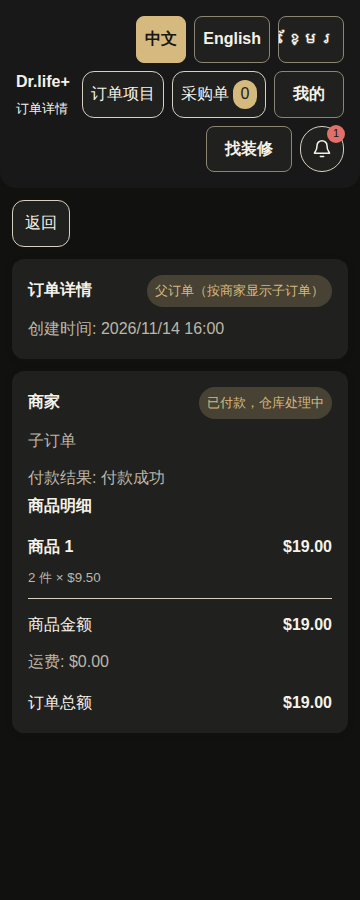 中文 English ខ្មែរ
Dr.life+
订单详情
订单项目 采购单 0 我的
找装修 1
返回
订单详情 父订单（按商家显示子订单）
创建时间: 2026/11/14 16:00
商家 已付款，仓库处理中
子订单
付款结果: 付款成功
商品明细
商品 1 $19.00
2 件 × $9.50
商品金额 $19.00
运费: $0.00
订单总额 $19.00